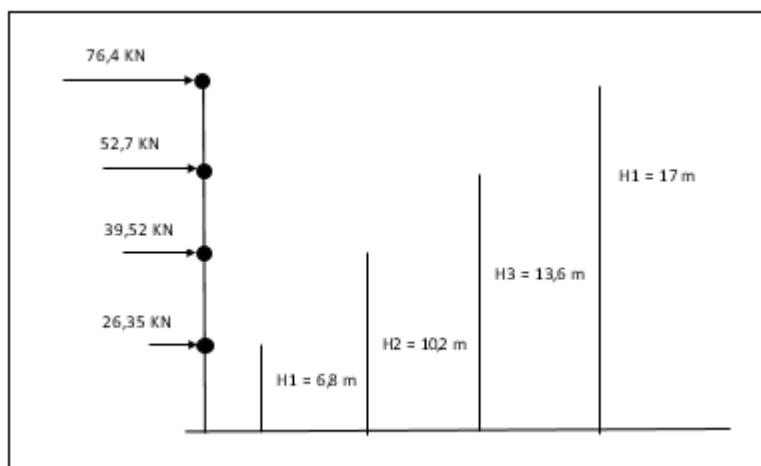 76,4 KN
52,7 KN
H1 = 17 m
39,52 KN
H3 = 13,6 m
26,35 KN
H2 = 10,2 m
H1 = 6,8 m